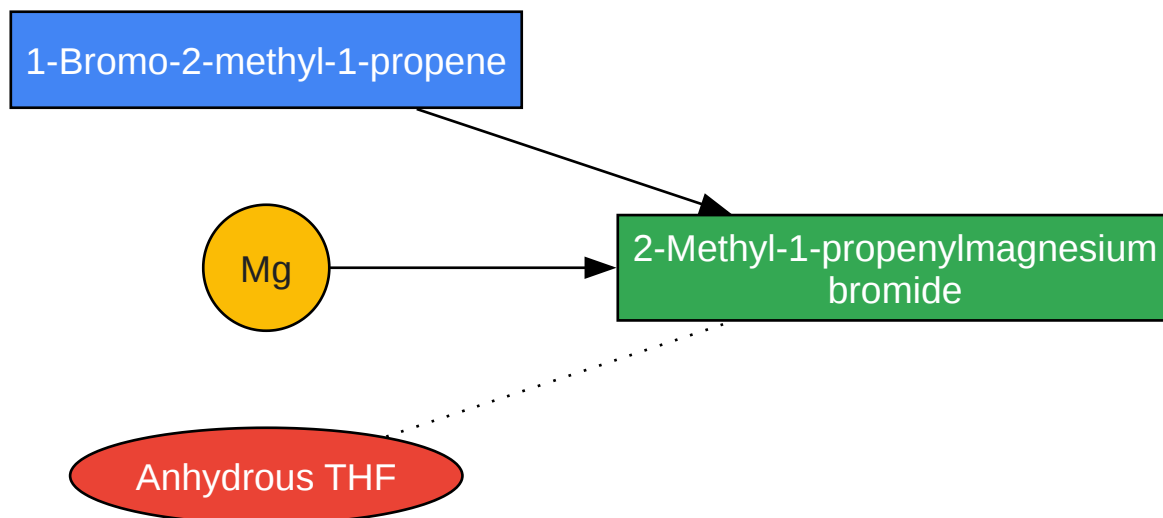 1-Bromo-2-methyl-1-propene
Mg
2-Methyl-1-propenylmagnesium
bromide
Anhydrous THF